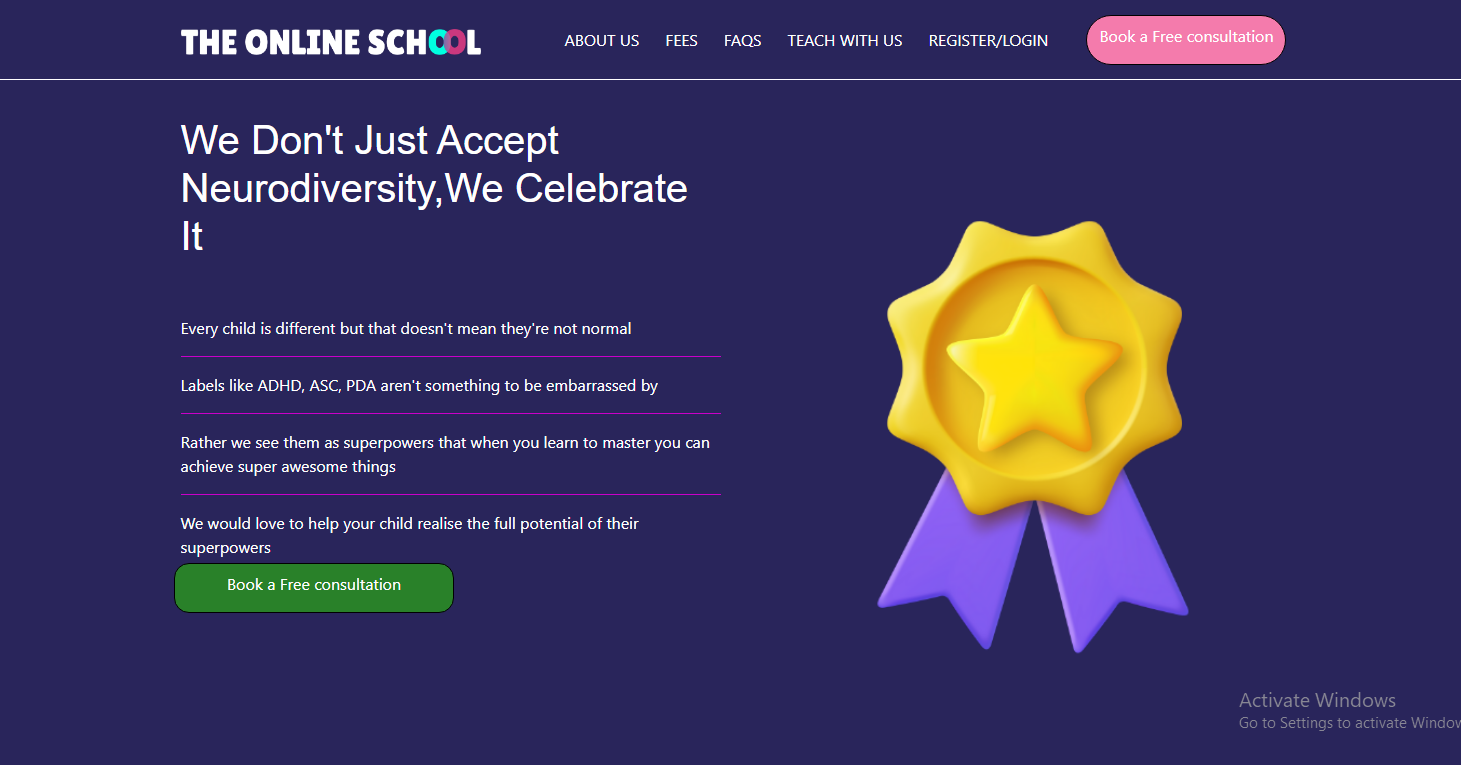 THE ONLINE SCHOOL
ABOUT US FEES FAQS TEACH WITH US REGISTER/LOGIN Book a Free consultation
We Don't Just Accept
Neurodiversity,We Celebrate
It
Every child is different but that doesn't mean they're not normal
Labels like ADHD, ASC, PDA aren't something to be embarrassed by
Rather we see them as superpowers that when you learn to master you can
achieve super awesome things
We would love to help your child realise the full potential of their
superpowers
Book a Free consultation
Activate Windows
Go to Settings to activate Window